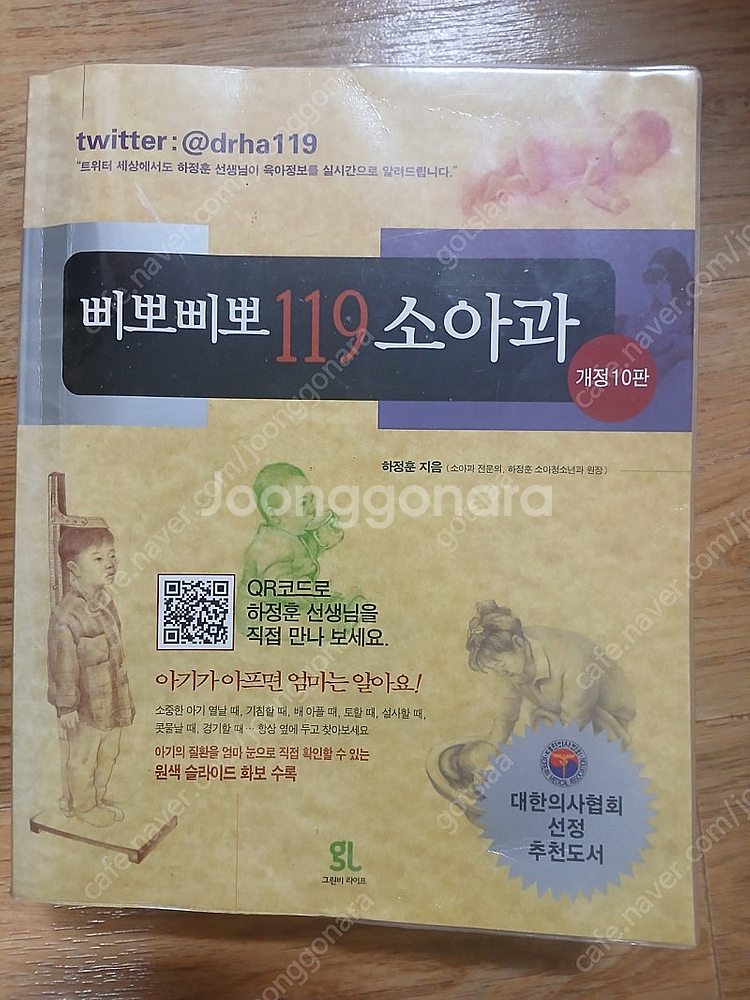 twitter:@drha119
"트위터 세상에서도 하정훈 선생님이 육아정보를 실시간으로 알려드립니다."
삐뽀삐뽀 119 소아과
개정10판
하정훈 지음 (소아과 전문의, 하정훈 소아청소년과 원장)
Joonggonara
QR코드로
하정훈 선생님을
직접 만나 보세요.
아기가 아프면 엄마는 알아요!
소중한 아기 열날 때, 기침할 때, 배 아플 때, 토할 때, 설사할 때,
콧물날 때, 경기할 때… 항상 옆에 두고 찾아보세요
아기의 질환을 엄마 눈으로 직접 확인할 수 있는
원색 슬라이드 화보 수록
대한의사협회
선정
추천도서
gL
그린비 라이프
cafe.naver.com/joonggonara
gotslaa